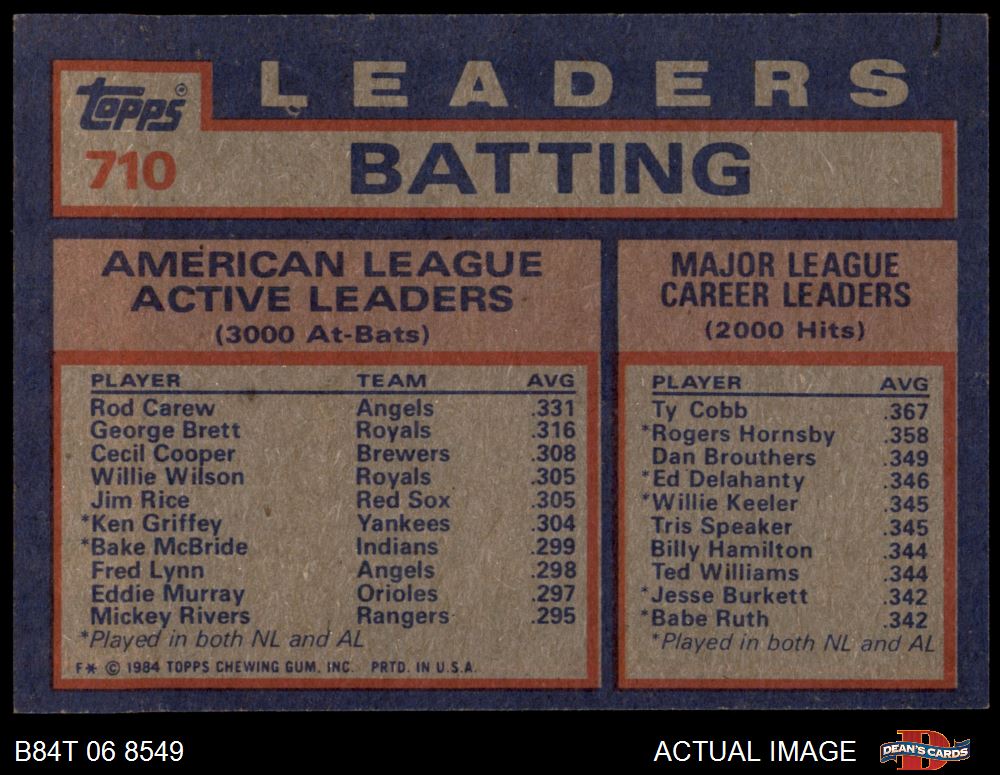 LEADERS
topps
710
BATTING
AMERICAN LEAGUE
ACTIVE LEADERS
(3000 At-Bats)
PLAYER TEAM AVG
Rod Carew Angels .331
George Brett Royals .316
Cecil Cooper Brewers .308
Willie Wilson Royals .305
Jim Rice Red Sox .305
*Ken Griffey Yankees .304
*Bake McBride Indians .299
Fred Lynn Angels .298
Eddie Murray Orioles .297
Mickey Rivers Rangers .295
*Played in both NL and AL
F* © 1984 TOPPS CHEWING GUM, INC. PRTD. IN U.S.A.
MAJOR LEAGUE
CAREER LEADERS
(2000 Hits)
PLAYER AVG
Ty Cobb .367
*Rogers Hornsby .358
Dan Brouthers .349
*Ed Delahanty .346
*Willie Keeler .345
Tris Speaker .345
Billy Hamilton .344
Ted Williams .344
*Jesse Burkett .342
*Babe Ruth .342
*Played in both NL and AL
B84T 06 8549
ACTUAL IMAGE
D
DEAN'S CARDS